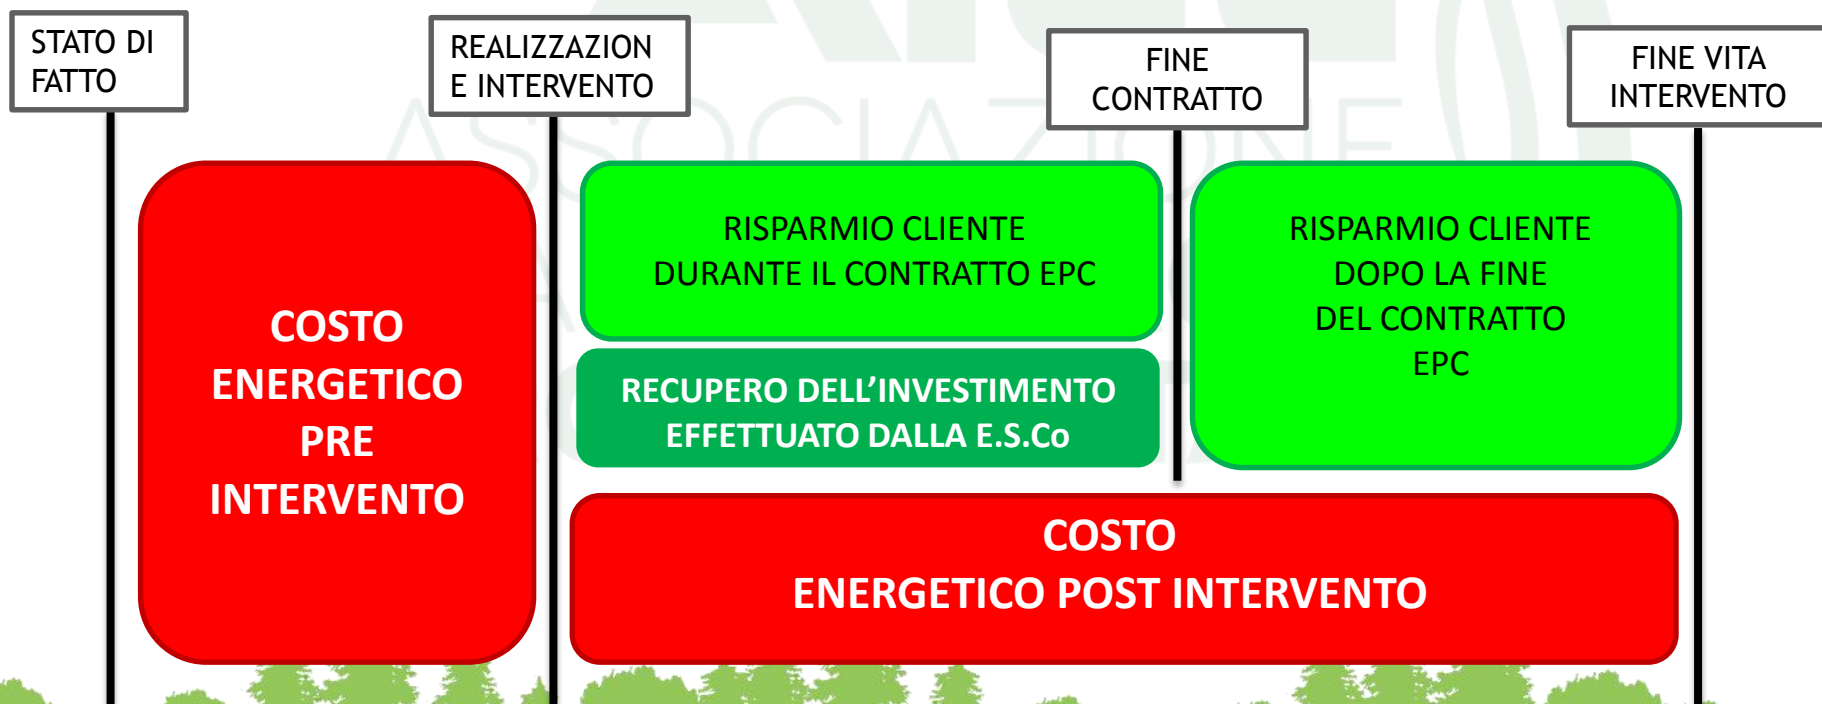 STATO DI
FATTO
REALIZZAZION
E INTERVENTO
FINE
CONTRATTO
FINE VITA
INTERVENTO
COSTO
ENERGETICO
PRE
INTERVENTO
RISPARMIO CLIENTE
DURANTE IL CONTRATTO EPC
RECUPERO DELL’INVESTIMENTO
EFFETTUATO DALLA E.S.Co
RISPARMIO CLIENTE
DOPO LA FINE
DEL CONTRATTO
EPC
COSTO
ENERGETICO POST INTERVENTO
ASSOCIAZIONE